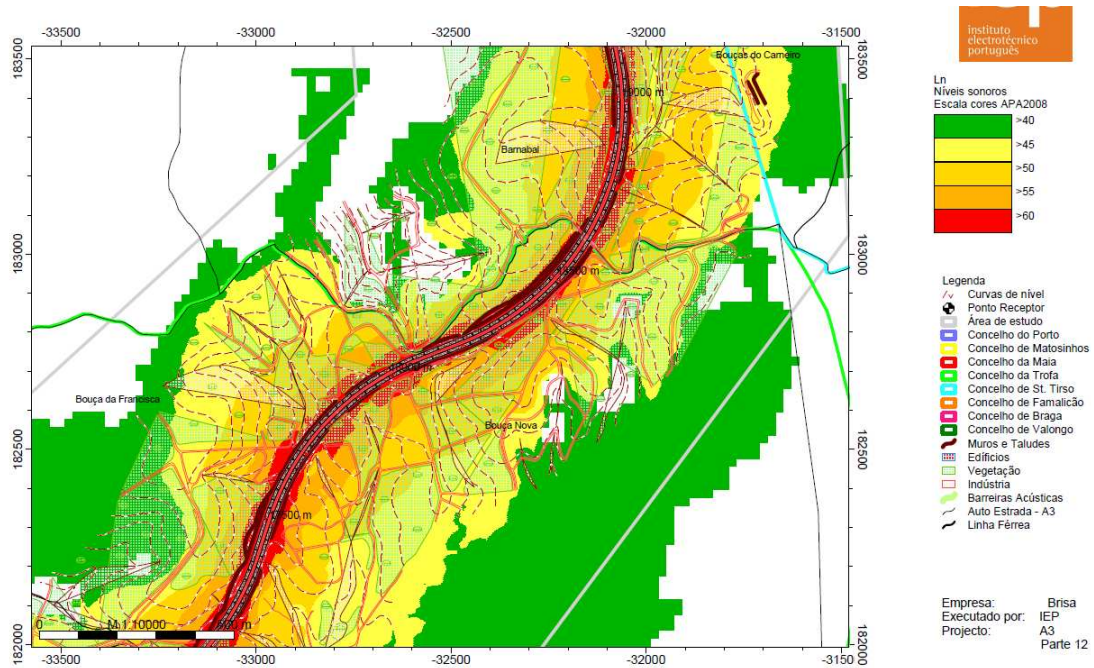 -33500 -33000 -32500 -32000 -31500
183500 183500
183000 183000
182500 182500
182000 182000
Bouças do Carneiro
Barnabal
Bouça da Francisca
Bouça Nova
0 M 1:10000
-33500 -33000 -32500 -32000 -31500
instituto
electrotécnico
português
Ln
Níveis sonoros
Escala cores APA2008
>40
>45
>50
>55
>60
Legenda
Curvas de nível
Ponto Receptor
Área de estudo
Concelho do Porto
Concelho de Matosinhos
Concelho da Maia
Concelho da Trofa
Concelho de St. Tirso
Concelho de Famalicão
Concelho de Braga
Concelho de Valongo
Muros e Taludes
Edifícios
Vegetação
Indústria
Barreiras Acústicas
Auto Estrada - A3
Linha Férrea
Empresa: Brisa
Executado por: IEP
Projecto: A3
Parte 12